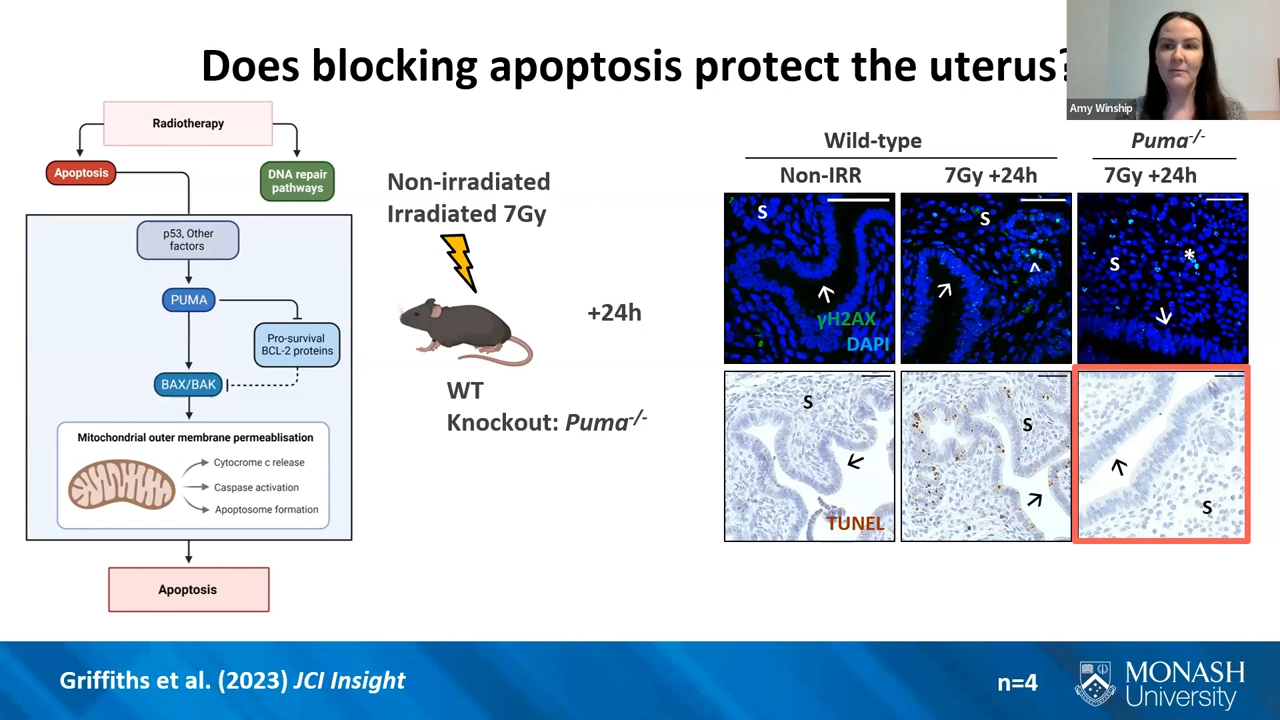 Does blocking apoptosis protect the uterus?
Amy Winship
Radiotherapy
Apoptosis
DNA repair
pathways
p53, Other
factors
PUMA
Pro-survival
BCL-2 proteins
BAX/BAK
Mitochondrial outer membrane permeablisation
Cytocrome c release
Caspase activation
Apoptosome formation
Apoptosis
Non-irradiated
Irradiated 7Gy
+24h
WT
Knockout: Puma-/-
Wild-type
Puma-/-
Non-IRR
7Gy +24h
7Gy +24h
S
S
^
S
*
γH2AX
DAPI
S
S
S
TUNEL
Griffiths et al. (2023) JCI Insight
n=4
MONASH
University